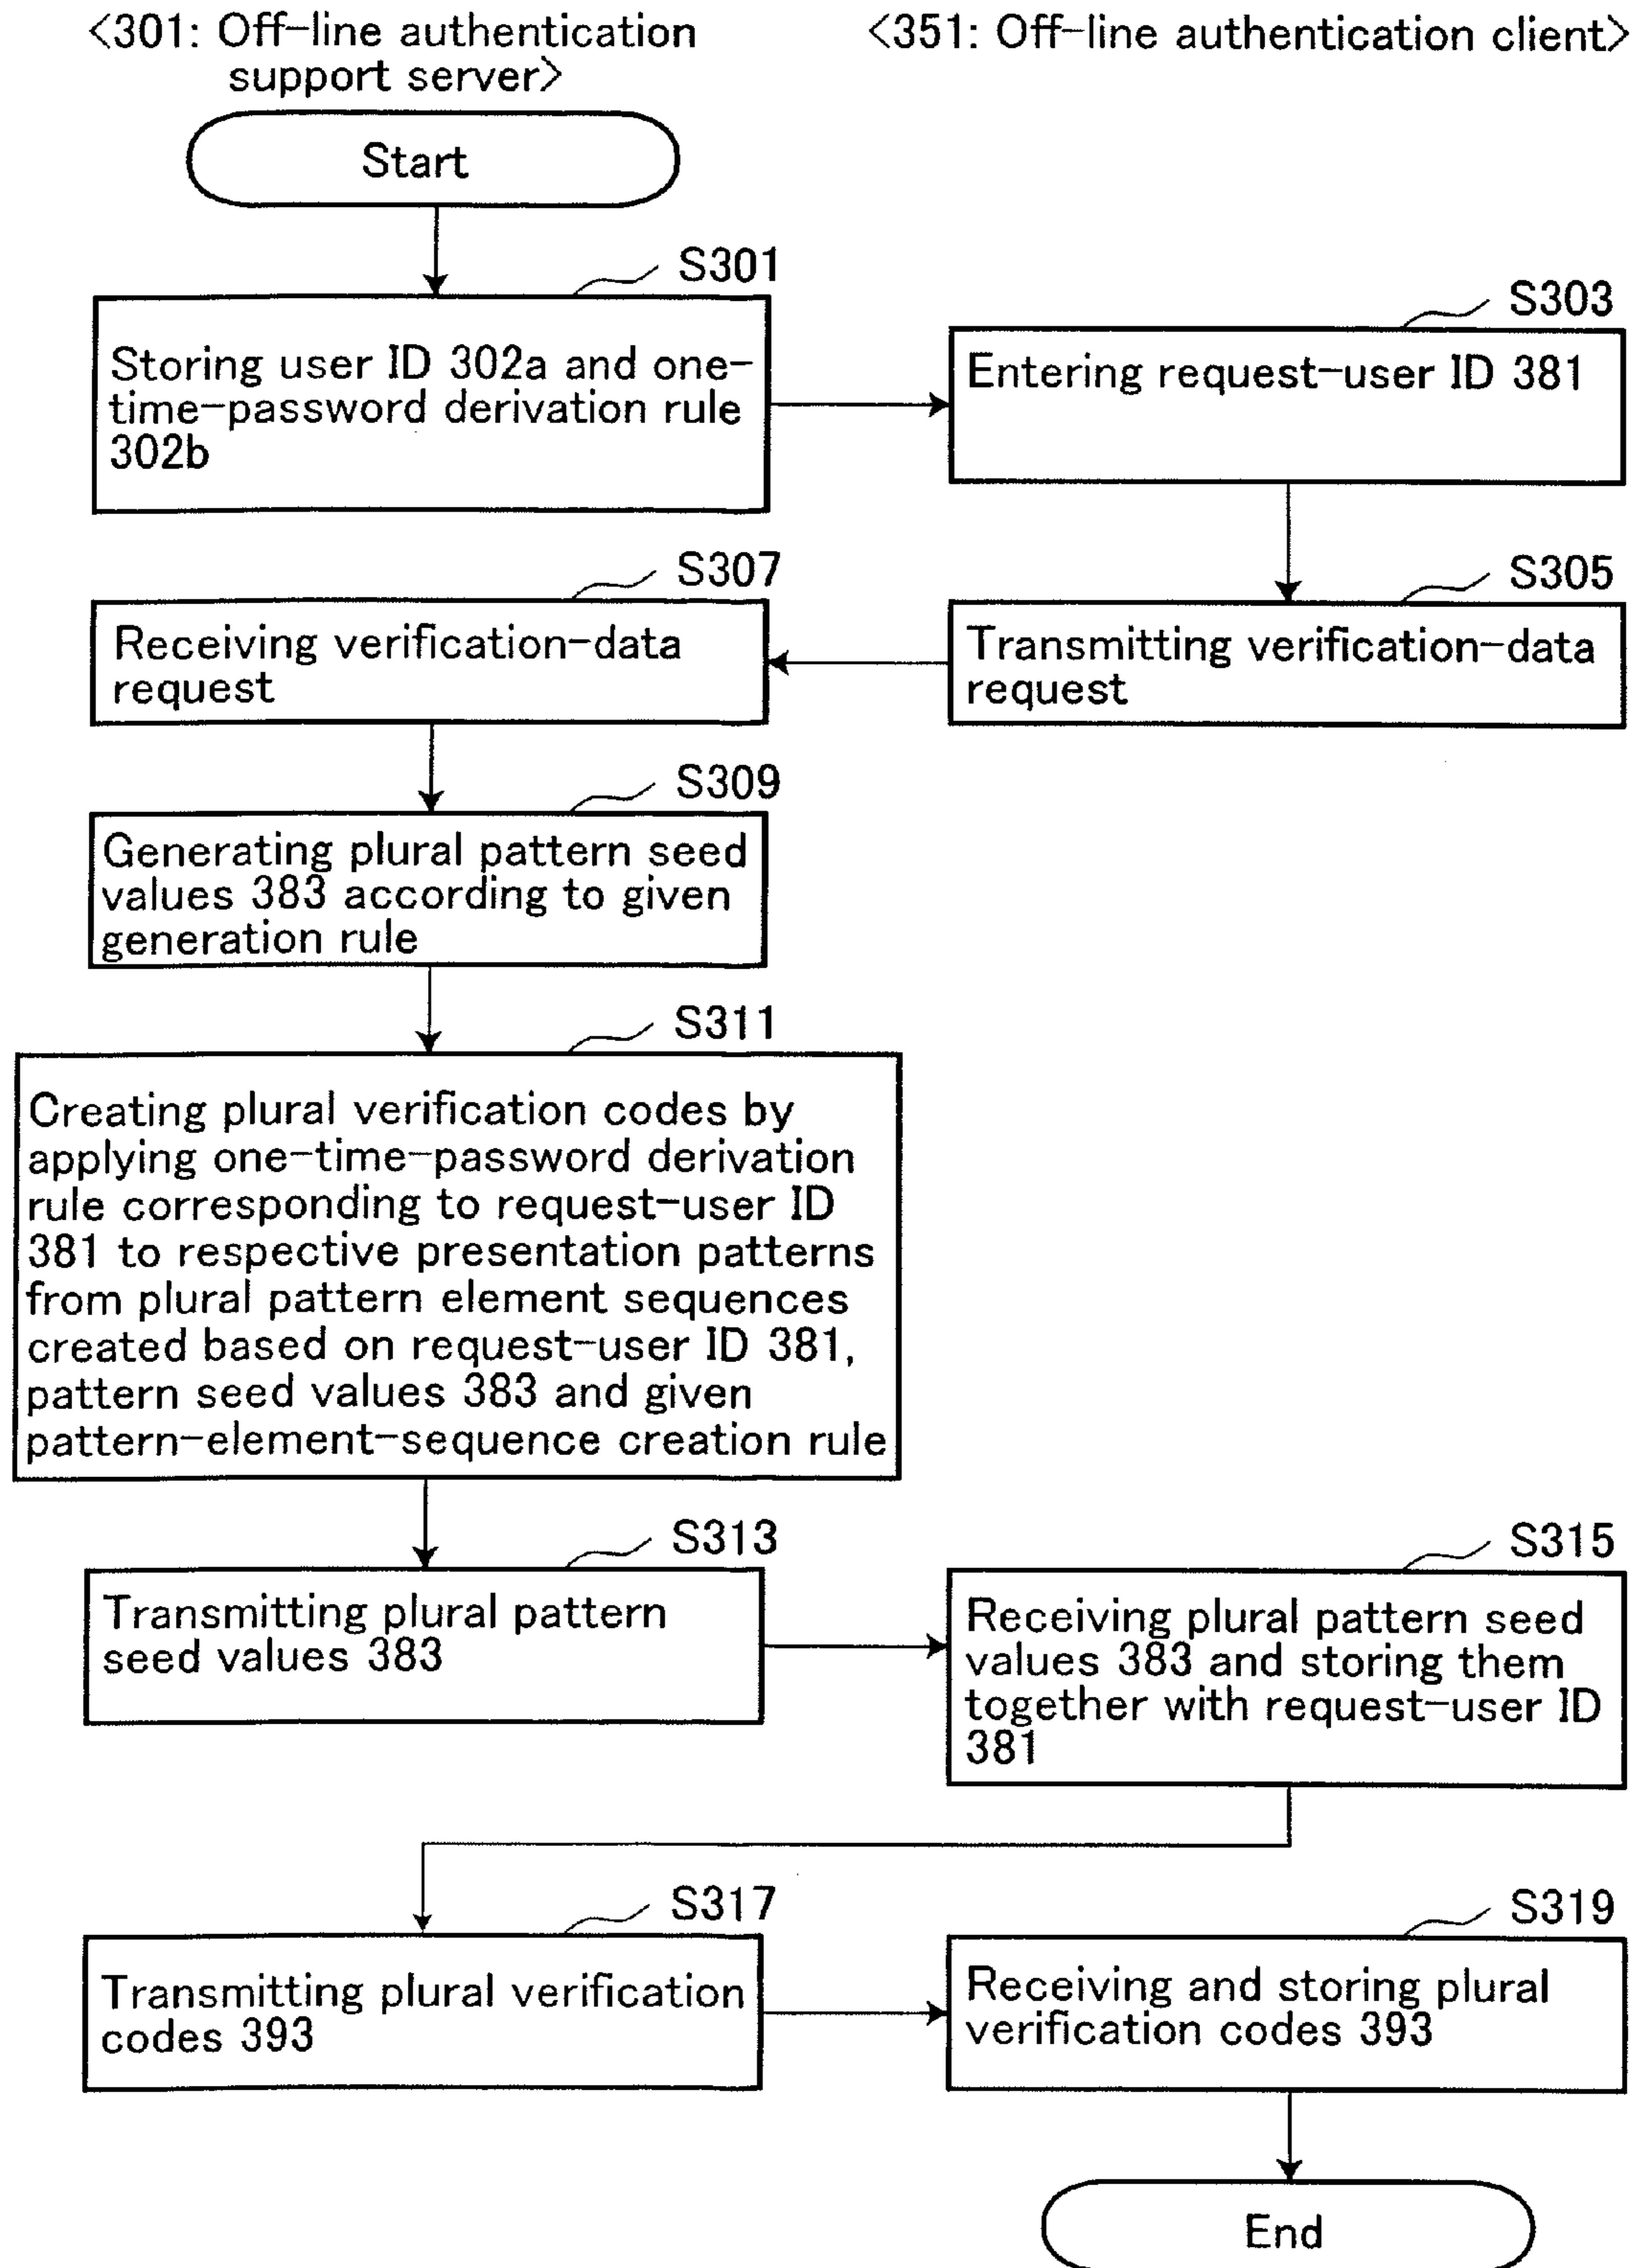 <301: Off-line authentication
support server>
<351: Off-line authentication client>
Start
S301
Storing user ID 302a and one-
time-password derivation rule
302b
S303
Entering request-user ID 381
S305
Transmitting verification-data
request
S307
Receiving verification-data
request
S309
Generating plural pattern seed
values 383 according to given
generation rule
S311
Creating plural verification codes by
applying one-time-password derivation
rule corresponding to request-user ID
381 to respective presentation patterns
from plural pattern element sequences
created based on request-user ID 381,
pattern seed values 383 and given
pattern-element-sequence creation rule
S313
Transmitting plural pattern
seed values 383
S315
Receiving plural pattern seed
values 383 and storing them
together with request-user ID
381
S317
Transmitting plural verification
codes 393
S319
Receiving and storing plural
verification codes 393
End